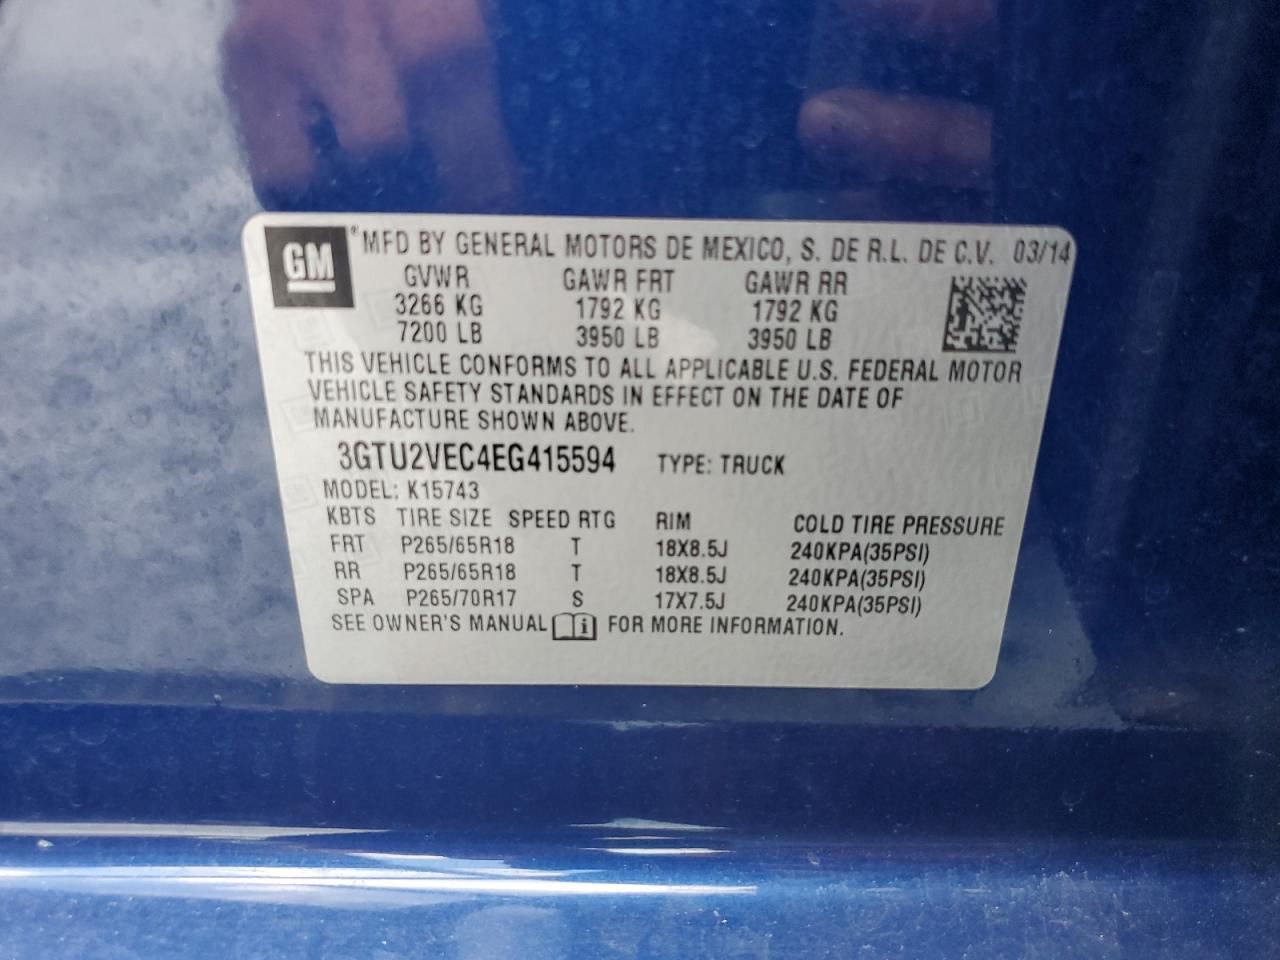 GM ® MFD BY GENERAL MOTORS DE MEXICO, S. DE R.L. DE C.V. 03/14
GVWR GAWR FRT GAWR RR
3266 KG 1792 KG 1792 KG
7200 LB 3950 LB 3950 LB
THIS VEHICLE CONFORMS TO ALL APPLICABLE U.S. FEDERAL MOTOR
VEHICLE SAFETY STANDARDS IN EFFECT ON THE DATE OF
MANUFACTURE SHOWN ABOVE.
3GTU2VEC4EG415594 TYPE: TRUCK
MODEL: K15743
KBTS TIRE SIZE SPEED RTG RIM COLD TIRE PRESSURE
FRT P265/65R18 T 18X8.5J 240KPA(35PSI)
RR P265/65R18 T 18X8.5J 240KPA(35PSI)
SPA P265/70R17 S 17X7.5J 240KPA(35PSI)
SEE OWNER'S MANUAL i FOR MORE INFORMATION.